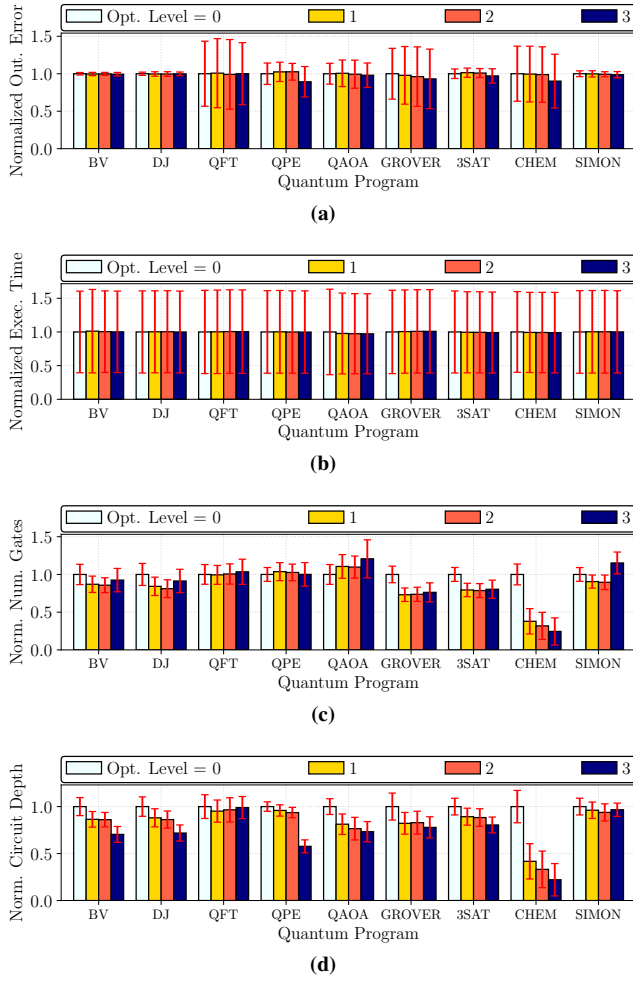 Normalized Out. Error
Opt. Level = 0 1 2 3
1.5
1.0
0.5
0.0
BV DJ QFT QPE QAOA GROVER 3SAT CHEM SIMON
Quantum Program
(a)
Normalized Exec. Time
Opt. Level = 0 1 2 3
1.5
1.0
0.5
0.0
BV DJ QFT QPE QAOA GROVER 3SAT CHEM SIMON
Quantum Program
(b)
Norm. Num. Gates
Opt. Level = 0 1 2 3
1.5
1.0
0.5
0.0
BV DJ QFT QPE QAOA GROVER 3SAT CHEM SIMON
Quantum Program
(c)
Norm. Circuit Depth
Opt. Level = 0 1 2 3
1.0
0.5
0.0
BV DJ QFT QPE QAOA GROVER 3SAT CHEM SIMON
Quantum Program
(d)